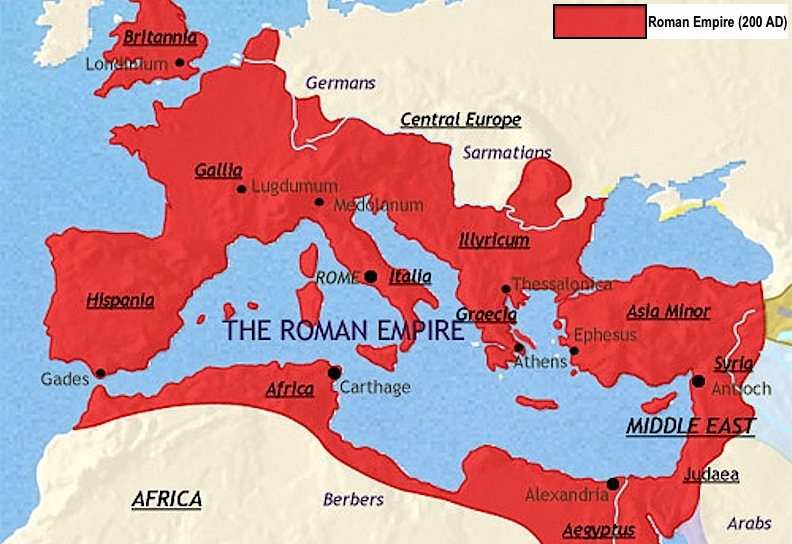 Roman Empire (200 AD)
Britannia
Londinium
Germans
Central Europe
Sarmatians
Gallia
Lugdumum
Medolanum
Illyricum
ROME
Italia
Thessalonica
Hispania
Graecia
Asia Minor
THE ROMAN EMPIRE
Ephesus
Athens
Syria
Gades
Africa
Carthage
Antioch
MIDDLE EAST
Judaea
AFRICA
Berbers
Alexandria
Aegyptus
Arabs